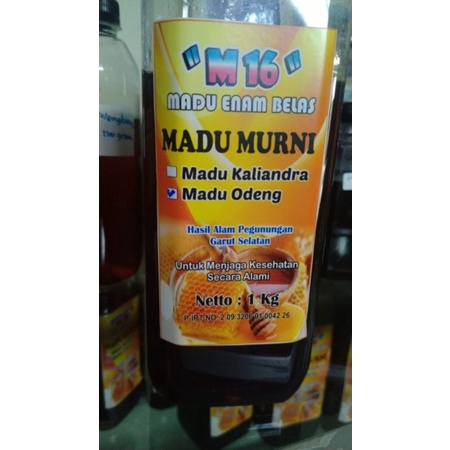 " M 16 "
MADU ENAM BELAS
MADU MURNI
Madu Kaliandra
Madu Odeng
Hasil Alam Pegunungan
Garut Selatan
Untuk Menjaga Kesehatan
Secara Alami
Netto : 1 Kg